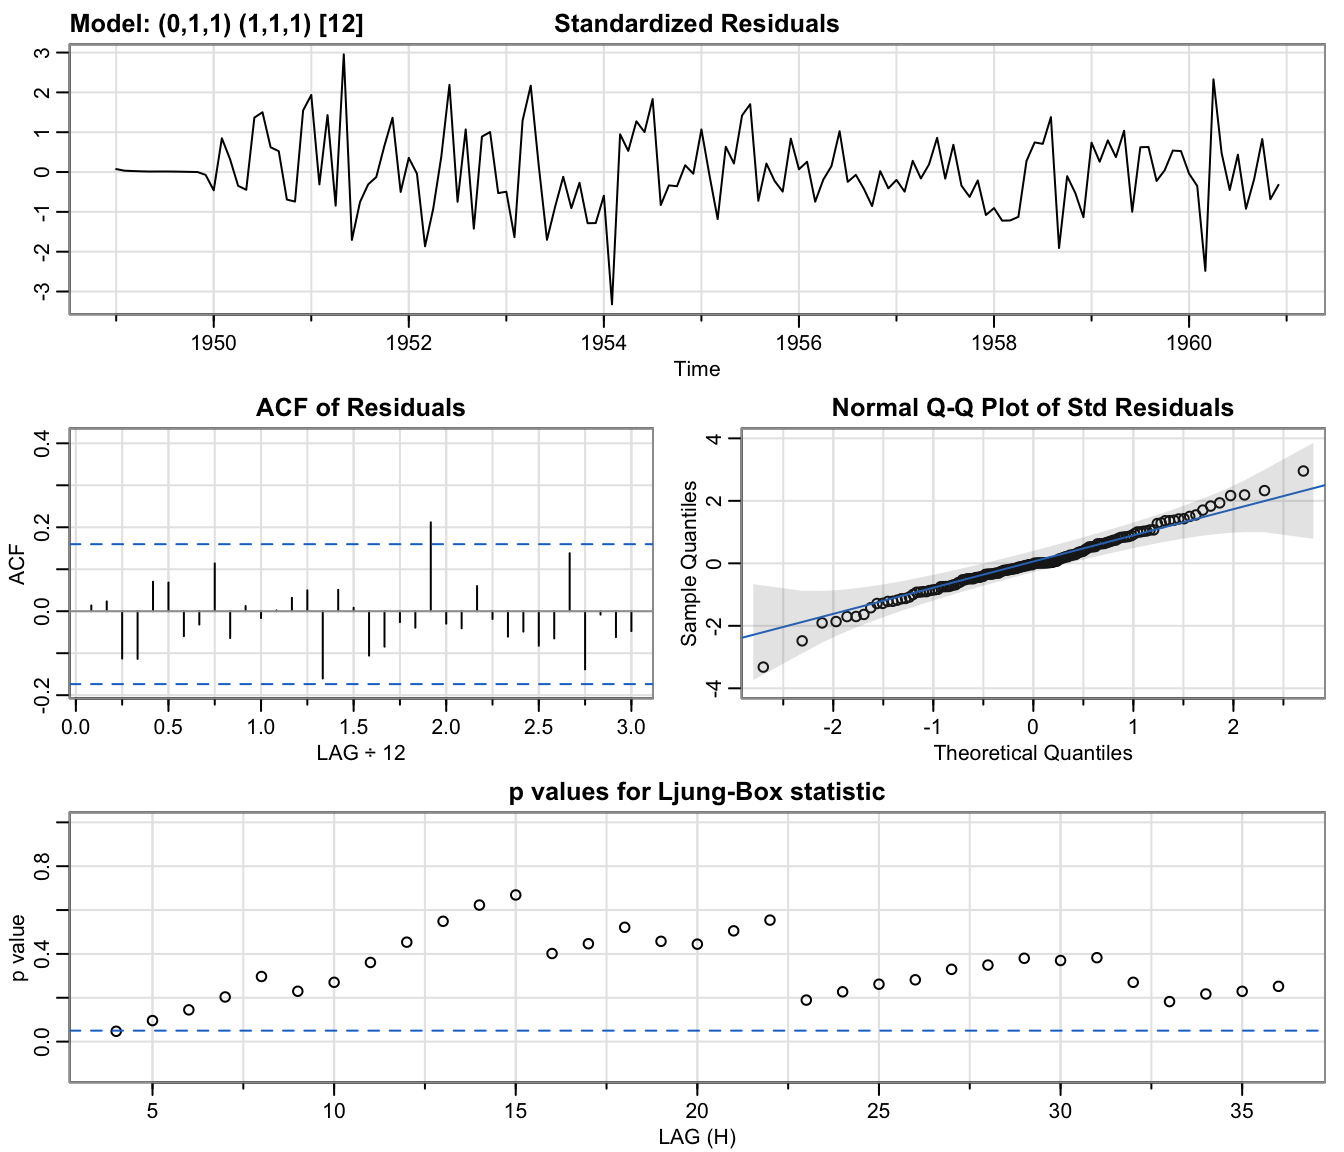 Model: (0,1,1) (1,1,1) [12]
Standardized Residuals
3
2
1
0
-1
-2
-3
1950 1952 1954 1956 1958 1960
Time
ACF of Residuals
ACF
0.4
0.2
0.0
-0.2
0.0 0.5 1.0 1.5 2.0 2.5 3.0
LAG ÷ 12
Normal Q-Q Plot of Std Residuals
Sample Quantiles
4
2
0
-2
-4
-2 -1 0 1 2
Theoretical Quantiles
p values for Ljung-Box statistic
p value
0.8
0.4
0.0
5 10 15 20 25 30 35
LAG (H)